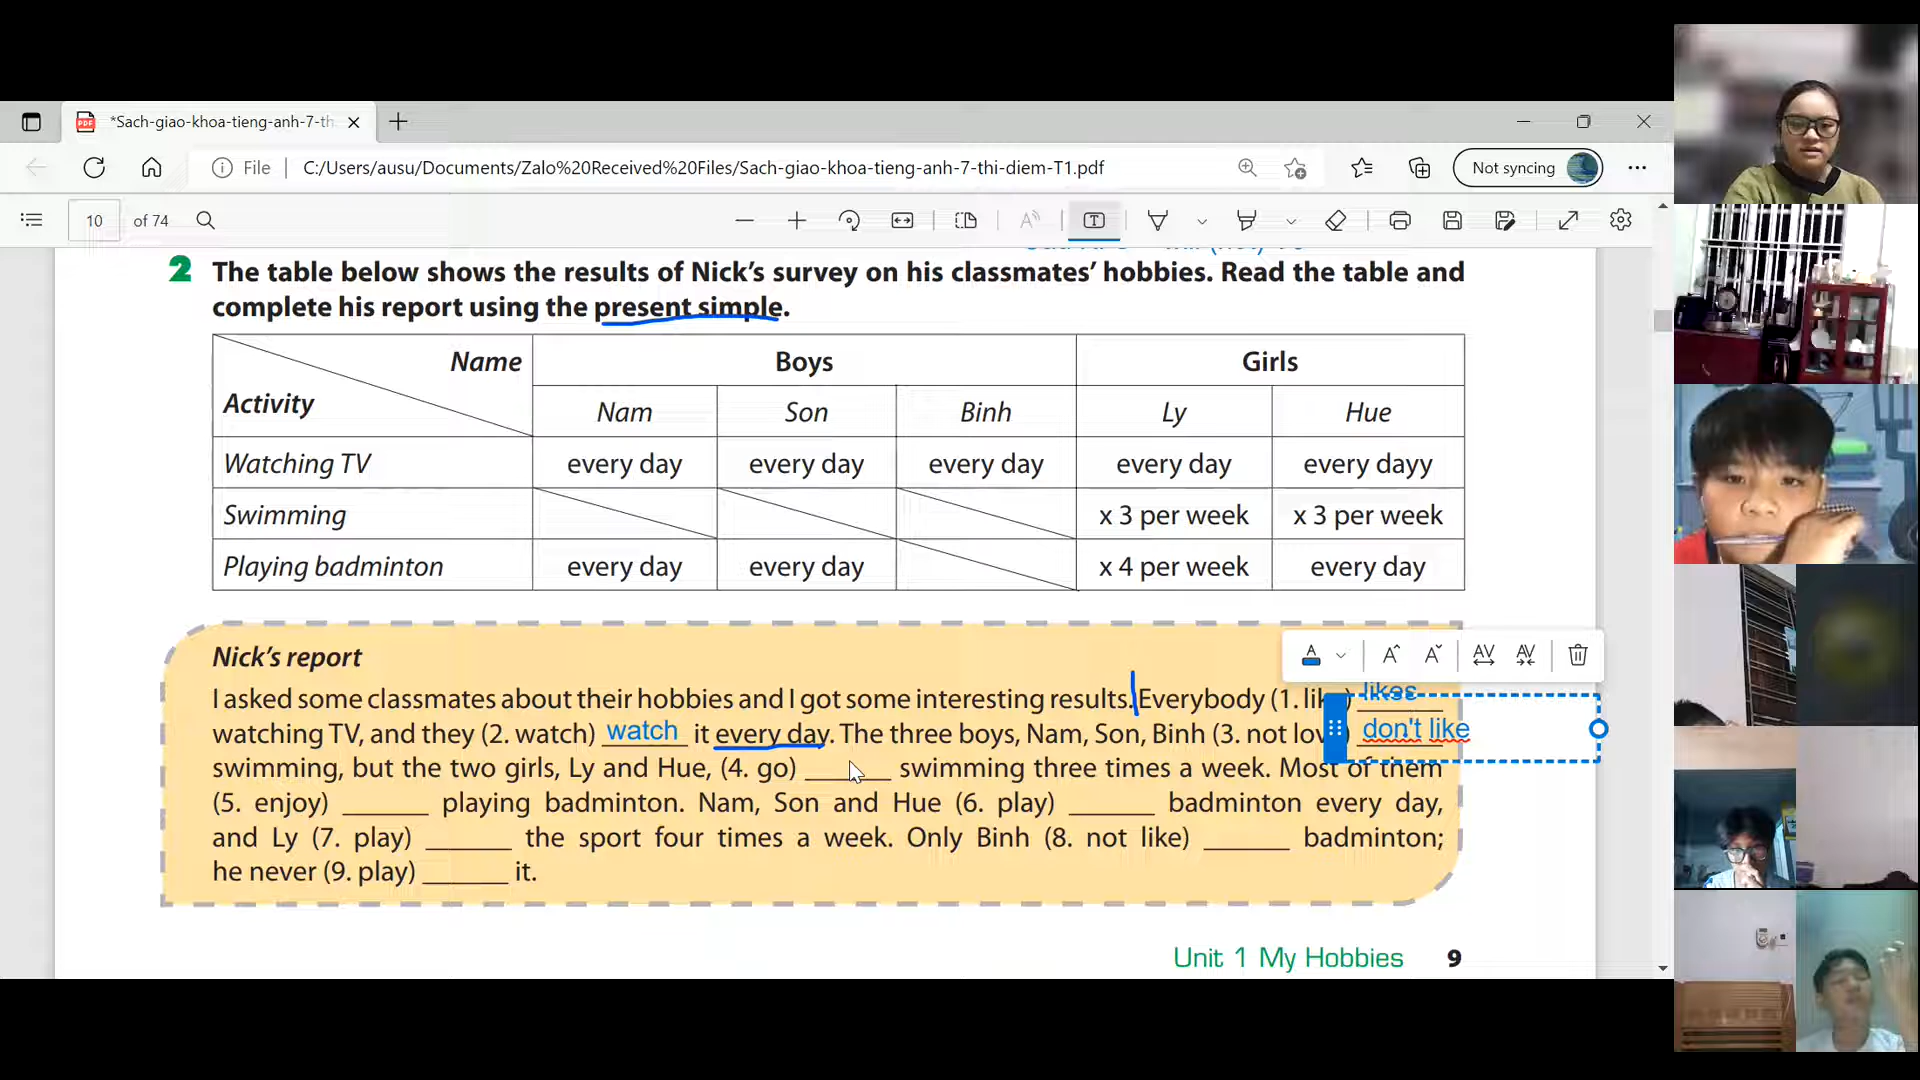 *Sach-giao-khoa-tieng-anh-7-th
File C:/Users/ausu/Documents/Zalo%20Received%20Files/Sach-giao-khoa-tieng-anh-7-thi-diem-T1.pdf Not syncing
10 of 74
2 The table below shows the results of Nick's survey on his classmates' hobbies. Read the table and
complete his report using the present simple.
Name Boys Girls
Activity Nam Son Binh Ly Hue
Watching TV every day every day every day every day every dayy
Swimming x 3 per week x 3 per week
Playing badminton every day every day x 4 per week every day
Nick's report
I asked some classmates about their hobbies and I got some interesting results. Everybody (1. like) likes
watching TV, and they (2. watch) watch it every day. The three boys, Nam, Son, Binh (3. not lov don't like
swimming, but the two girls, Ly and Hue, (4. go) ______ swimming three times a week. Most of them
(5. enjoy) ______ playing badminton. Nam, Son and Hue (6. play) ______ badminton every day,
and Ly (7. play) ______ the sport four times a week. Only Binh (8. not like) ______ badminton;
he never (9. play) ______ it.
Unit 1 My Hobbies 9